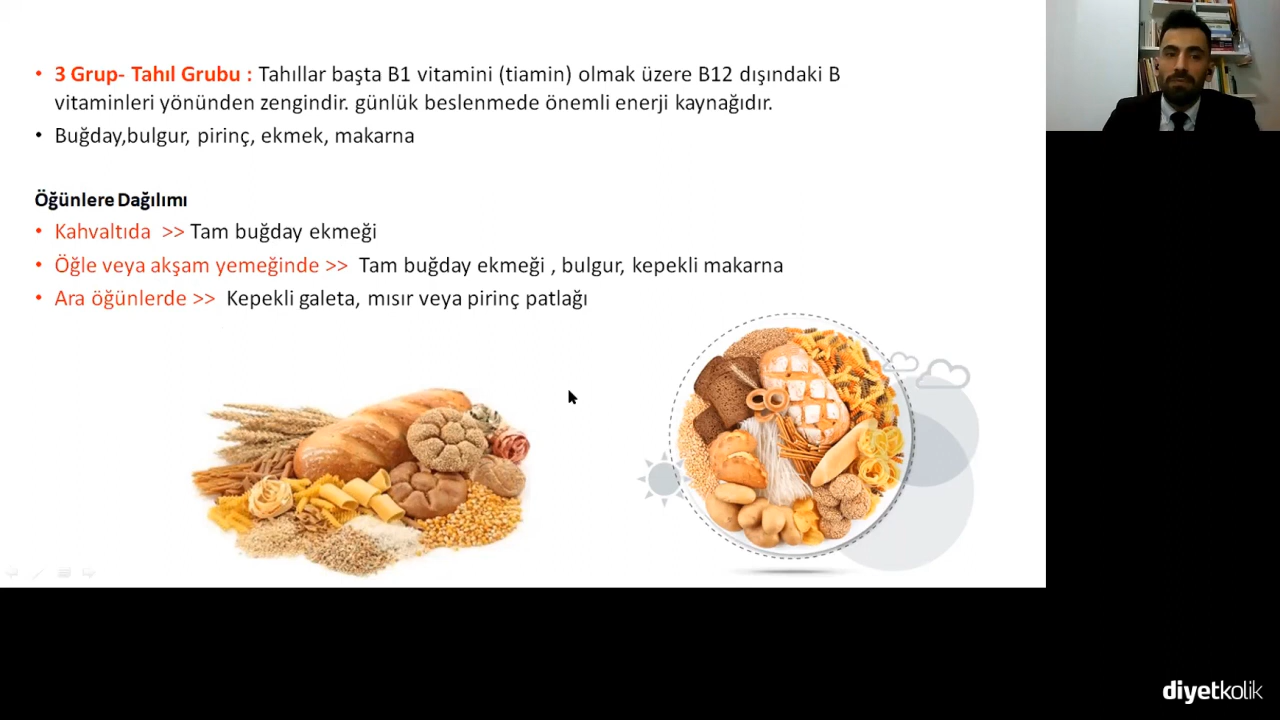 • 3 Grup- Tahıl Grubu : Tahıllar başta B1 vitamini (tiamin) olmak üzere B12 dışındaki B
vitaminleri yönünden zengindir. günlük beslenmede önemli enerji kaynağıdır.
• Buğday,bulgur, pirinç, ekmek, makarna
Öğünlere Dağılımı
• Kahvaltıda >> Tam buğday ekmeği
• Öğle veya akşam yemeğinde >> Tam buğday ekmeği , bulgur, kepekli makarna
• Ara öğünlerde >> Kepekli galeta, mısır veya pirinç patlağı
diyetkolik